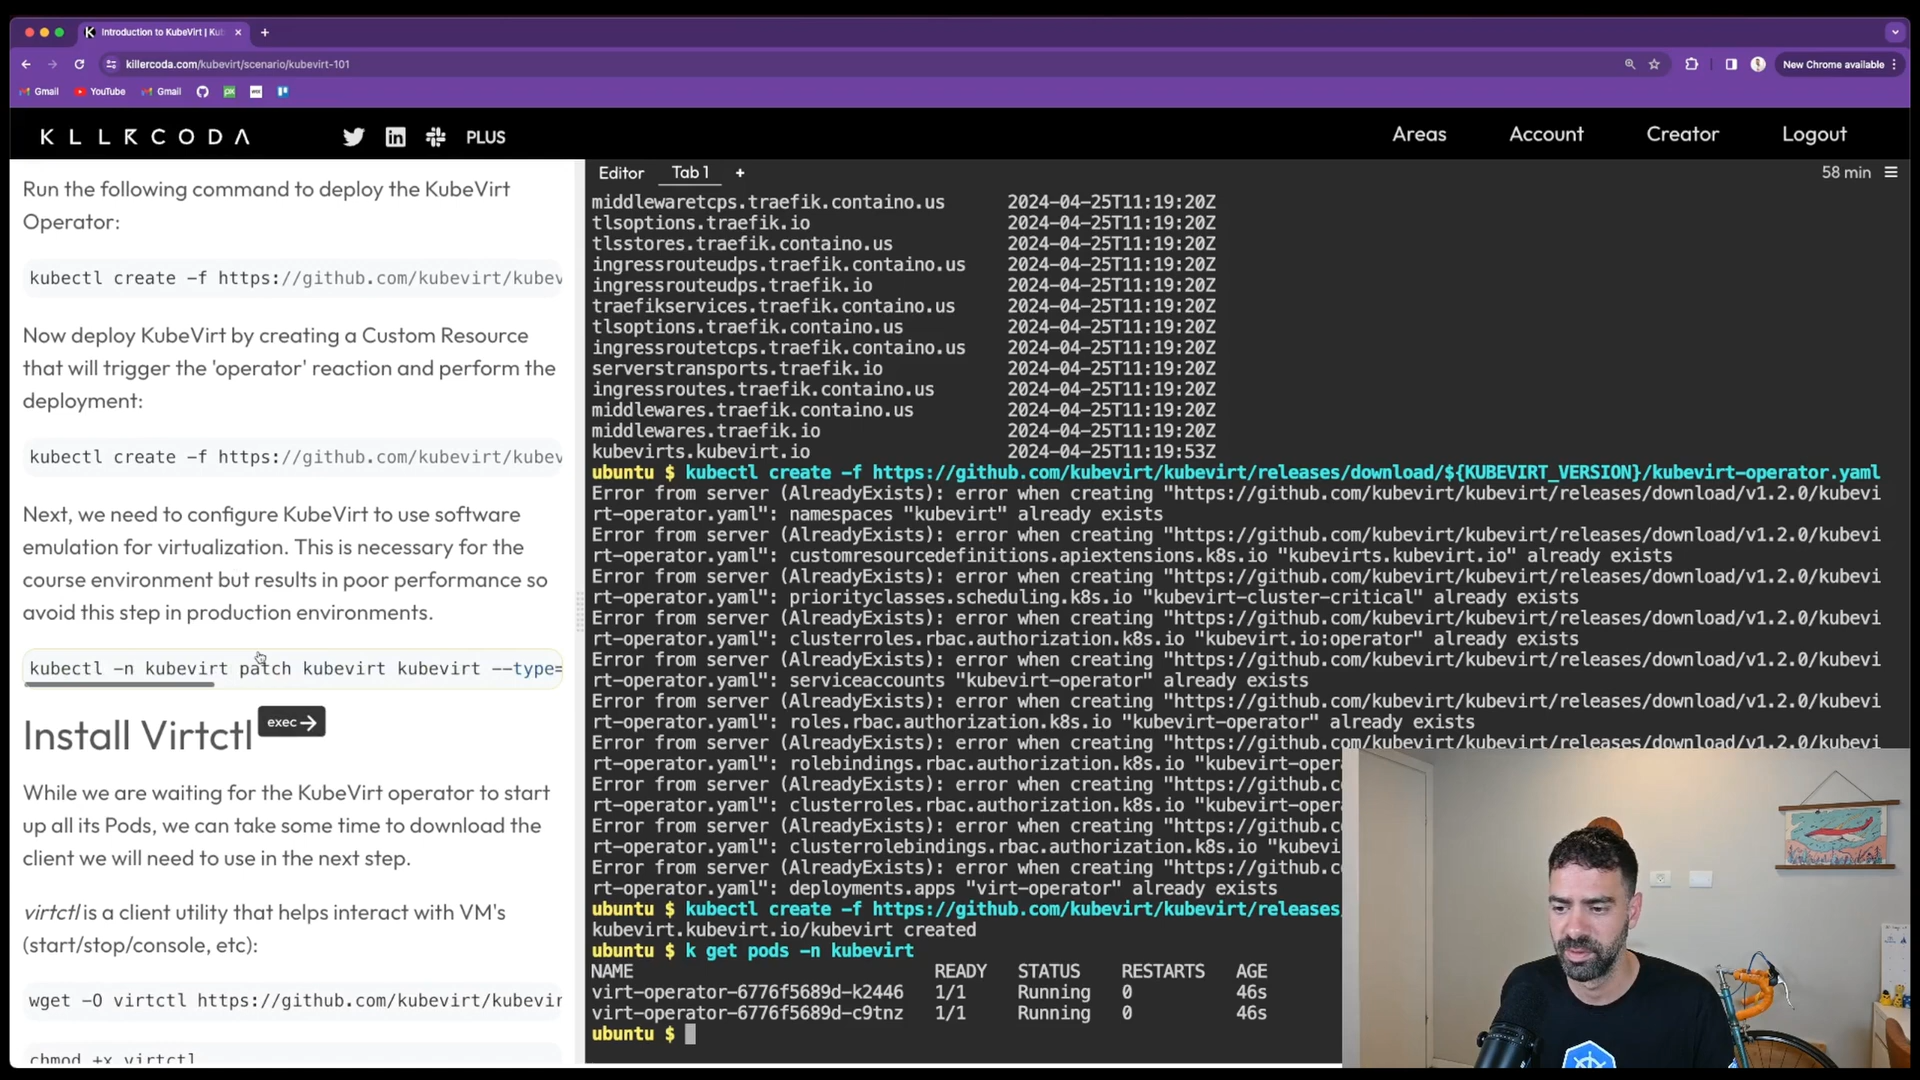 Introduction to KubeVirt | Ku
killercoda.com/kubevirt/scenario/kubevirt-101
New Chrome available
Gmail
YouTube
Gmail
KLLRCODA
PLUS
Areas
Account
Creator
Logout
Run the following command to deploy the KubeVirt
Operator:
kubectl create -f https://github.com/kubevirt/kubev
Now deploy KubeVirt by creating a Custom Resource
that will trigger the 'operator' reaction and perform the
deployment:
kubectl create -f https://github.com/kubevirt/kubev
Next, we need to configure KubeVirt to use software
emulation for virtualization. This is necessary for the
course environment but results in poor performance so
avoid this step in production environments.
kubectl -n kubevirt patch kubevirt kubevirt --type=
exec →
Install Virtctl
While we are waiting for the KubeVirt operator to start
up all its Pods, we can take some time to download the
client we will need to use in the next step.
virtctl is a client utility that helps interact with VM's
(start/stop/console, etc):
wget -O virtctl https://github.com/kubevirt/kubevir
chmod +x virtctl
Editor
Tab 1
+
58 min
middlewaretcps.traefik.containo.us 2024-04-25T11:19:20Z
tlsoptions.traefik.io 2024-04-25T11:19:20Z
tlsstores.traefik.containo.us 2024-04-25T11:19:20Z
ingressrouteudps.traefik.containo.us 2024-04-25T11:19:20Z
ingressrouteudps.traefik.io 2024-04-25T11:19:20Z
traefikservices.traefik.containo.us 2024-04-25T11:19:20Z
tlsoptions.traefik.containo.us 2024-04-25T11:19:20Z
ingressroutetcps.traefik.containo.us 2024-04-25T11:19:20Z
serverstransports.traefik.io 2024-04-25T11:19:20Z
ingressroutes.traefik.containo.us 2024-04-25T11:19:20Z
middlewares.traefik.containo.us 2024-04-25T11:19:20Z
middlewares.traefik.io 2024-04-25T11:19:20Z
kubevirts.kubevirt.io 2024-04-25T11:19:53Z
ubuntu $ kubectl create -f https://github.com/kubevirt/kubevirt/releases/download/${KUBEVIRT_VERSION}/kubevirt-operator.yaml
Error from server (AlreadyExists): error when creating "https://github.com/kubevirt/kubevirt/releases/download/v1.2.0/kubevi
rt-operator.yaml": namespaces "kubevirt" already exists
Error from server (AlreadyExists): error when creating "https://github.com/kubevirt/kubevirt/releases/download/v1.2.0/kubevi
rt-operator.yaml": customresourcedefinitions.apiextensions.k8s.io "kubevirts.kubevirt.io" already exists
Error from server (AlreadyExists): error when creating "https://github.com/kubevirt/kubevirt/releases/download/v1.2.0/kubevi
rt-operator.yaml": priorityclasses.scheduling.k8s.io "kubevirt-cluster-critical" already exists
Error from server (AlreadyExists): error when creating "https://github.com/kubevirt/kubevirt/releases/download/v1.2.0/kubevi
rt-operator.yaml": clusterroles.rbac.authorization.k8s.io "kubevirt.io:operator" already exists
Error from server (AlreadyExists): error when creating "https://github.com/kubevirt/kubevirt/releases/download/v1.2.0/kubevi
rt-operator.yaml": serviceaccounts "kubevirt-operator" already exists
Error from server (AlreadyExists): error when creating "https://github.com/kubevirt/kubevirt/releases/download/v1.2.0/kubevi
rt-operator.yaml": roles.rbac.authorization.k8s.io "kubevirt-operator" already exists
Error from server (AlreadyExists): error when creating "https://github.com/kubevirt/kubevirt/releases/download/v1.2.0/kubevi
rt-operator.yaml": rolebindings.rbac.authorization.k8s.io "kubevirt-ope
Error from server (AlreadyExists): error when creating "https://github.c
rt-operator.yaml": clusterroles.rbac.authorization.k8s.io "kubevirt-oper
Error from server (AlreadyExists): error when creating "https://github.c
rt-operator.yaml": clusterrolebindings.rbac.authorization.k8s.io "kubevi
Error from server (AlreadyExists): error when creating "https://github.c
rt-operator.yaml": deployments.apps "virt-operator" already exists
ubuntu $ kubectl create -f https://github.com/kubevirt/kubevirt/releases
kubevirt.kubevirt.io/kubevirt created
ubuntu $ k get pods -n kubevirt
NAME READY STATUS RESTARTS AGE
virt-operator-6776f5689d-k2446 1/1 Running 0 46s
virt-operator-6776f5689d-c9tnz 1/1 Running 0 46s
ubuntu $